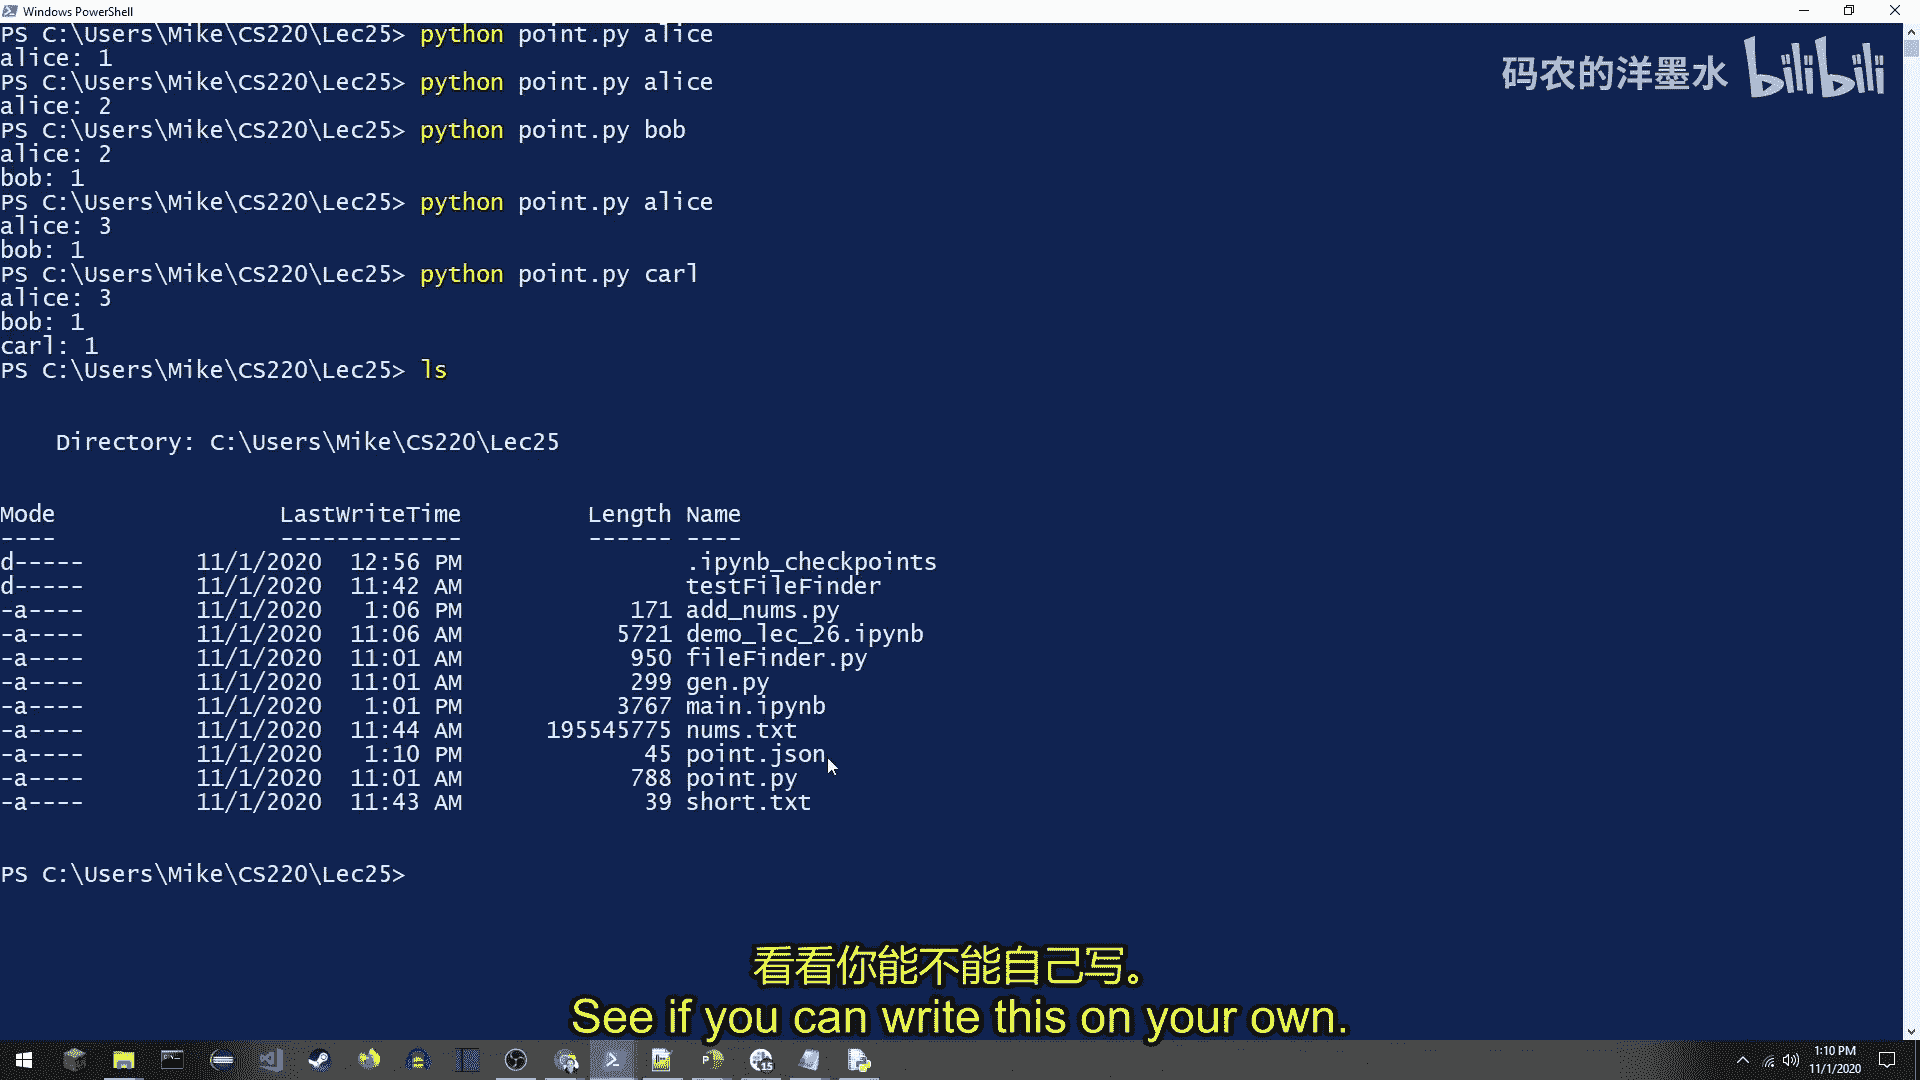 Windows PowerShell
PS C:\Users\Mike\CS220\Lec25> python point.py alice
alice: 1
PS C:\Users\Mike\CS220\Lec25> python point.py alice
alice: 2
PS C:\Users\Mike\CS220\Lec25> python point.py bob
alice: 2
bob: 1
PS C:\Users\Mike\CS220\Lec25> python point.py alice
alice: 3
bob: 1
PS C:\Users\Mike\CS220\Lec25> python point.py carl
alice: 3
bob: 1
carl: 1
PS C:\Users\Mike\CS220\Lec25> ls
Directory: C:\Users\Mike\CS220\Lec25
Mode LastWriteTime Length Name
---- ------------- ------ ----
d----- 11/1/2020 12:56 PM .ipynb_checkpoints
d----- 11/1/2020 11:42 AM testFileFinder
-a---- 11/1/2020 1:06 PM 171 add_nums.py
-a---- 11/1/2020 11:06 AM 5721 demo_lec_26.ipynb
-a---- 11/1/2020 11:01 AM 950 fileFinder.py
-a---- 11/1/2020 11:01 AM 299 gen.py
-a---- 11/1/2020 1:01 PM 3767 main.ipynb
-a---- 11/1/2020 11:44 AM 195545775 nums.txt
-a---- 11/1/2020 1:10 PM 45 point.json
-a---- 11/1/2020 11:01 AM 788 point.py
-a---- 11/1/2020 11:43 AM 39 short.txt
PS C:\Users\Mike\CS220\Lec25>
码农的洋墨水 bilibili
看看你能不能自己写。
See if you can write this on your own.
1:10 PM
11/1/2020